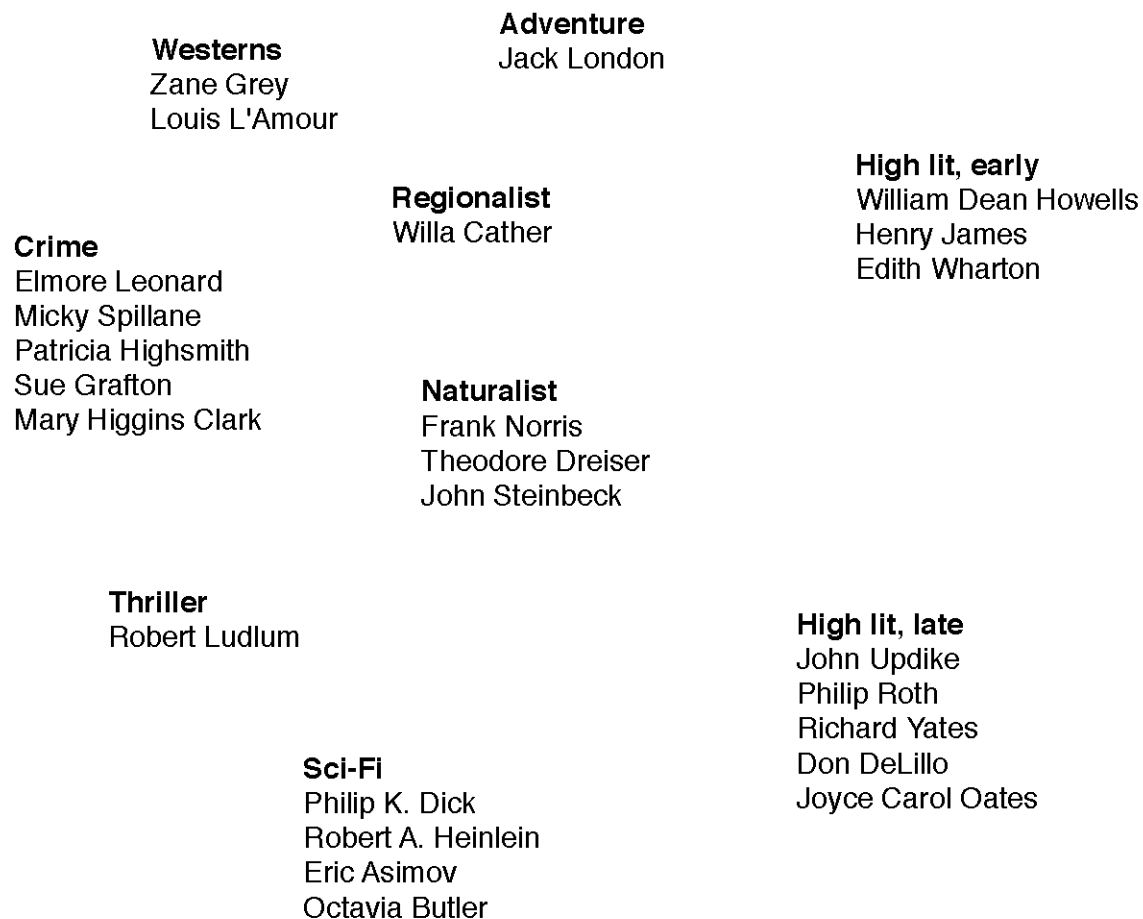 Adventure
Jack London
Westerns
Zane Grey
Louis L'Amour
High lit, early
William Dean Howells
Henry James
Edith Wharton
Regionalist
Willa Cather
Crime
Elmore Leonard
Micky Spillane
Patricia Highsmith
Sue Grafton
Mary Higgins Clark
Naturalist
Frank Norris
Theodore Dreiser
John Steinbeck
Thriller
Robert Ludlum
High lit, late
John Updike
Philip Roth
Richard Yates
Don DeLillo
Joyce Carol Oates
Sci-Fi
Philip K. Dick
Robert A. Heinlein
Eric Asimov
Octavia Butler